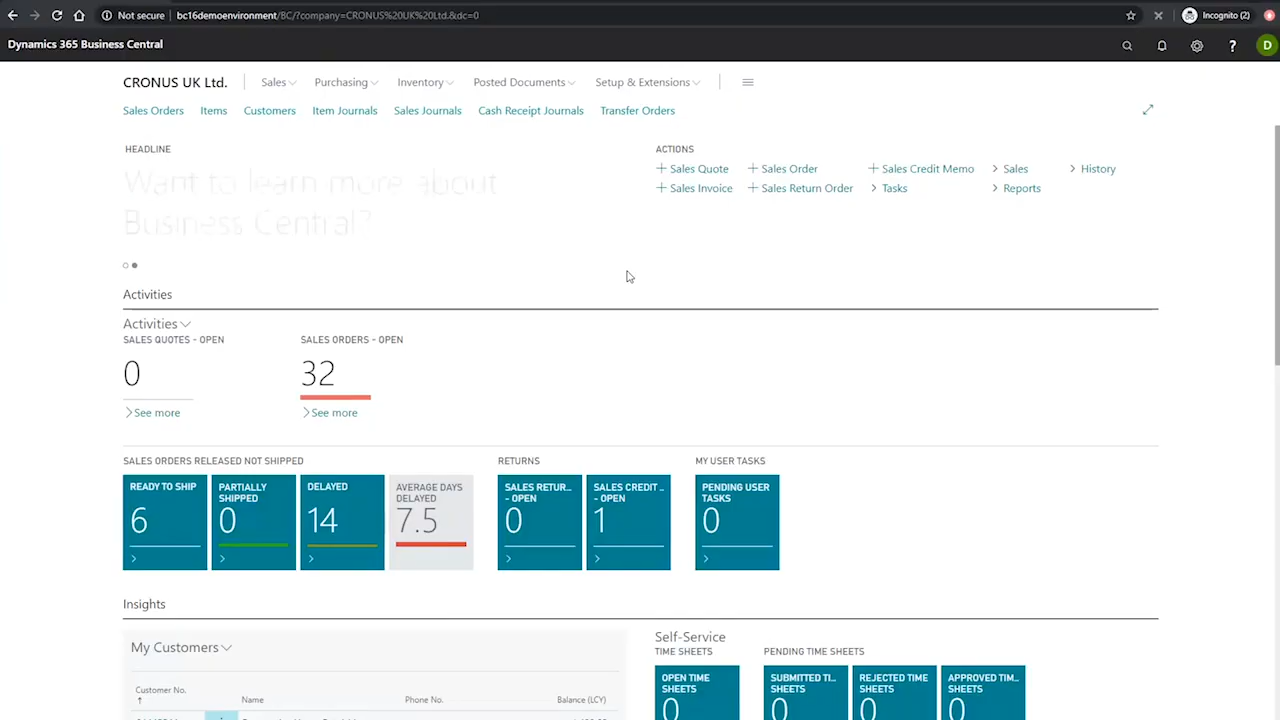 Not secure bc16demoenvironment/BC/?company=CRONUS%20UK%20Ltd.&dc=0 Incognito (2)
Dynamics 365 Business Central ? D
CRONUS UK Ltd. Sales Purchasing Inventory Posted Documents Setup & Extensions
Sales Orders Items Customers Item Journals Sales Journals Cash Receipt Journals Transfer Orders
HEADLINE
Want to learn more about
Business Central?
ACTIONS
+ Sales Quote + Sales Order + Sales Credit Memo > Sales > History
+ Sales Invoice + Sales Return Order > Tasks > Reports
Activities
Activities
SALES QUOTES - OPEN SALES ORDERS - OPEN
0 32
>See more >See more
SALES ORDERS RELEASED NOT SHIPPED RETURNS MY USER TASKS
READY TO SHIP
6
PARTIALLY
SHIPPED
0
DELAYED
14
AVERAGE DAYS
DELAYED
7.5
SALES RETUR...
- OPEN
0
SALES CREDIT ..
- OPEN
1
PENDING USER
TASKS
0
Insights
My Customers
Customer No. Name Phone No. Balance (LCY)
Self-Service
TIME SHEETS PENDING TIME SHEETS
OPEN TIME
SHEETS
0
SUBMITTED TI...
SHEETS
0
REJECTED TIME
SHEETS
0
APPROVED TIM...
SHEETS
0